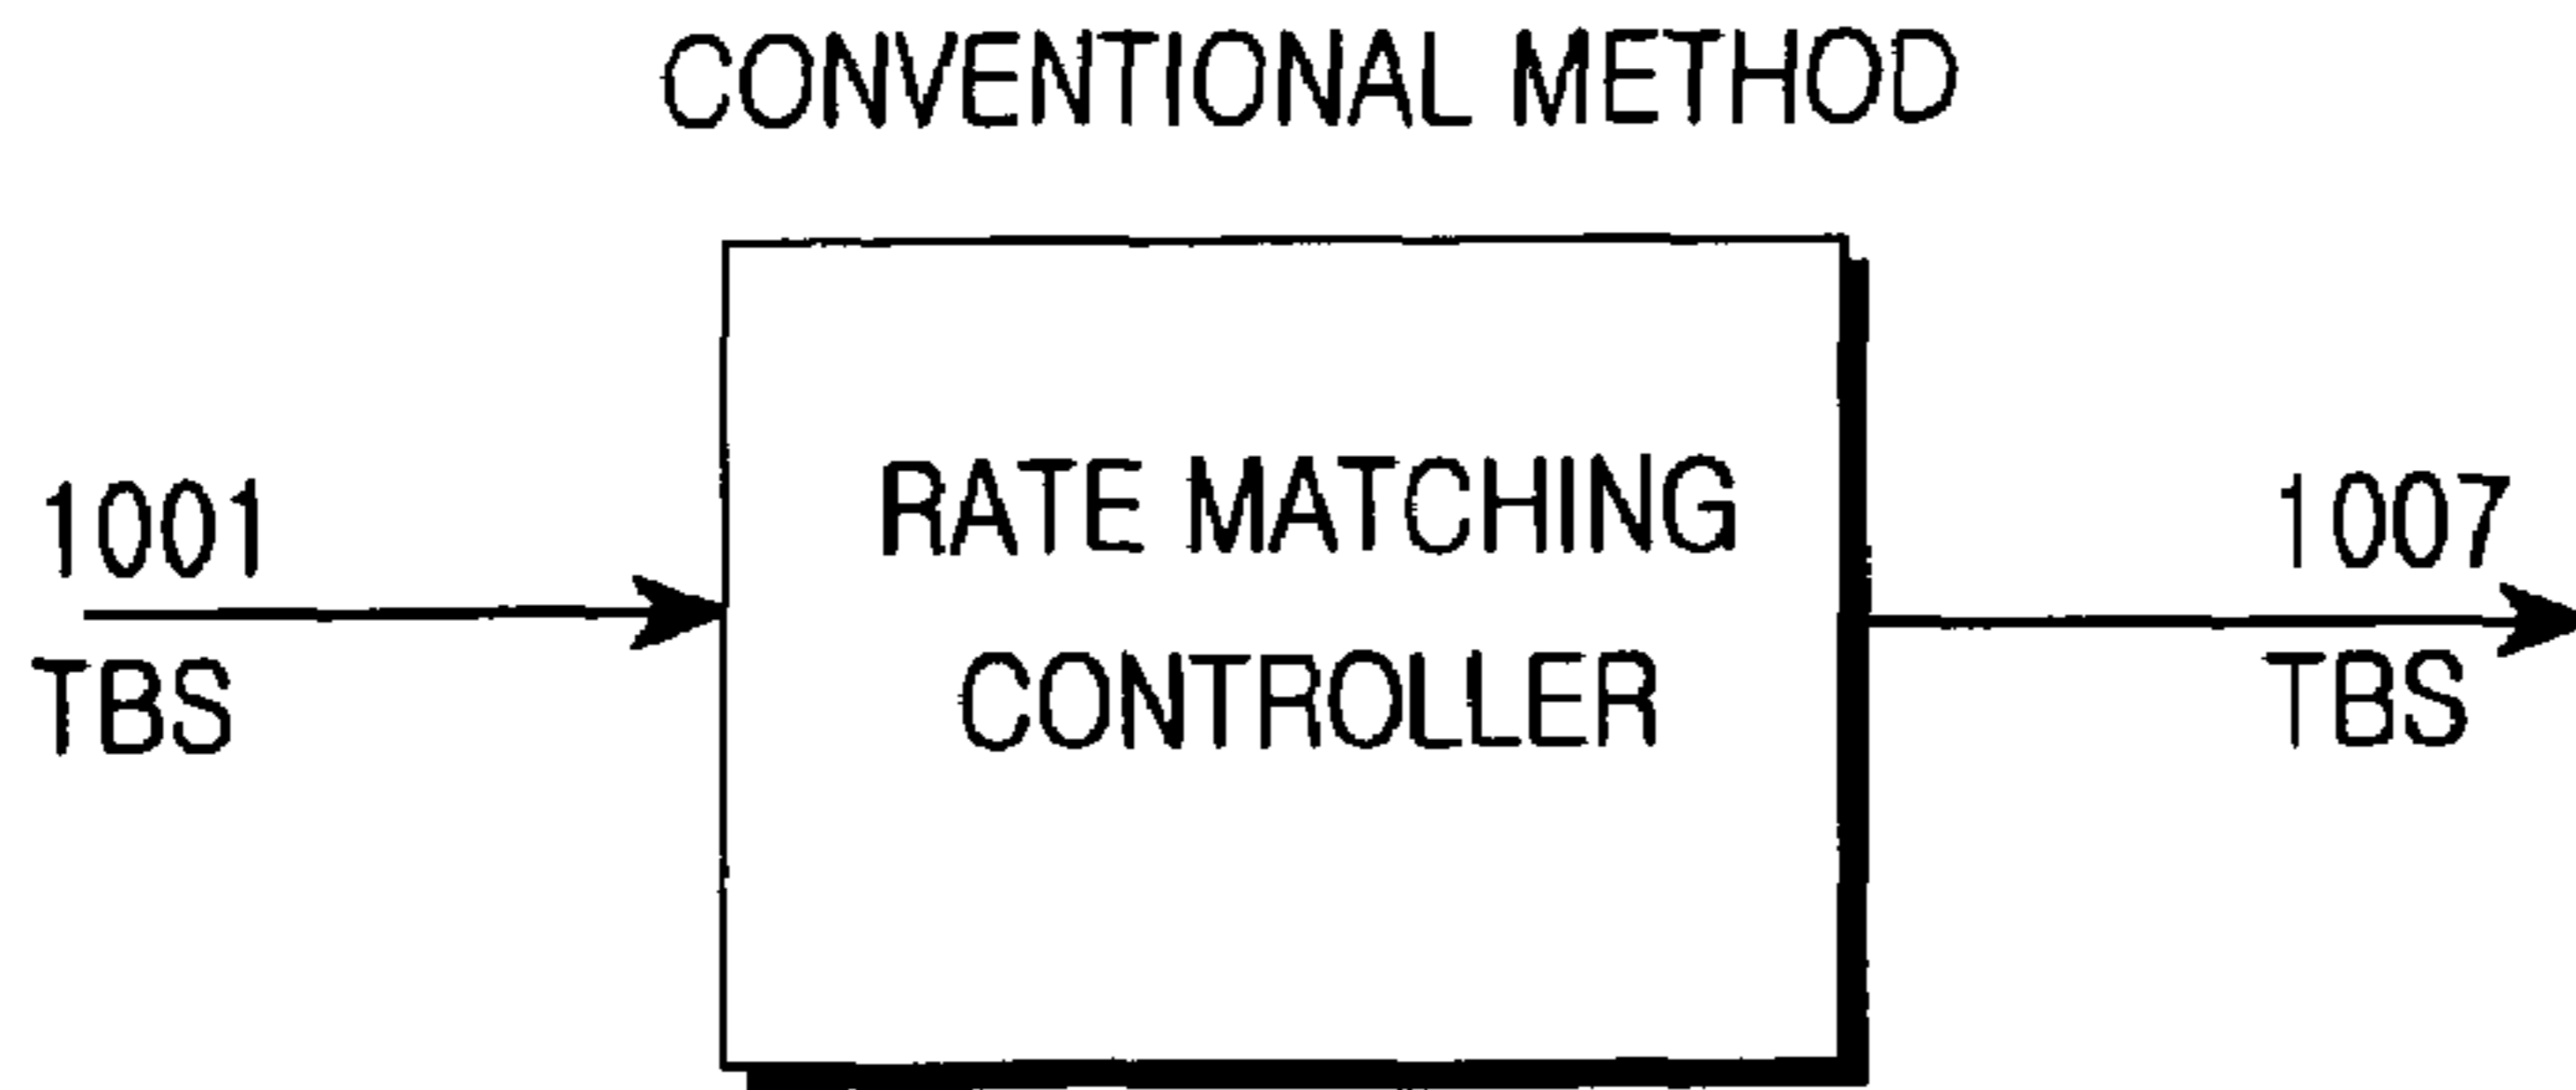 CONVENTIONAL METHOD
1001
TBS
RATE MATCHING
CONTROLLER
1007
TBS